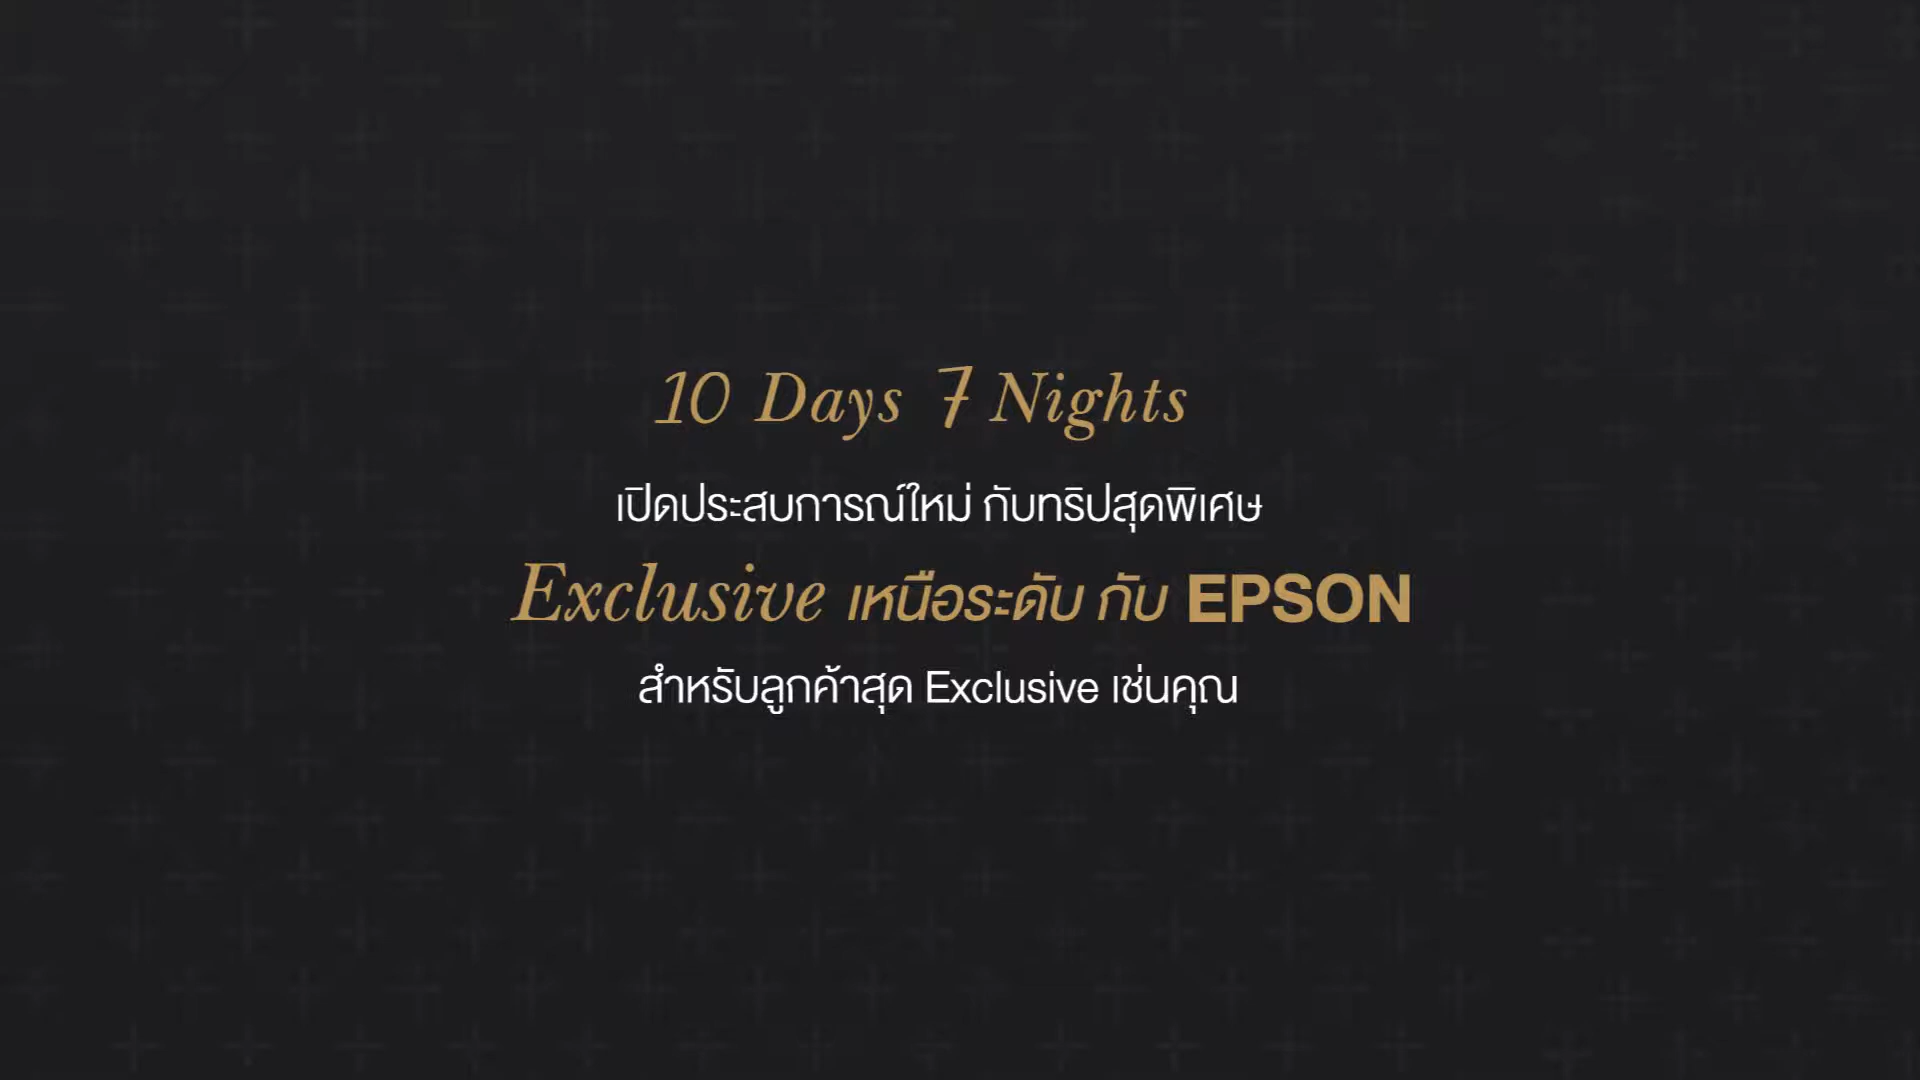 10 Days 7 Nights
เปิดประสบการณ์ใหม่ กับทริปสุดพิเศษ
Exclusive เหนือระดับ กับ EPSON
สำหรับลูกค้าสุด Exclusive เช่นคุณ